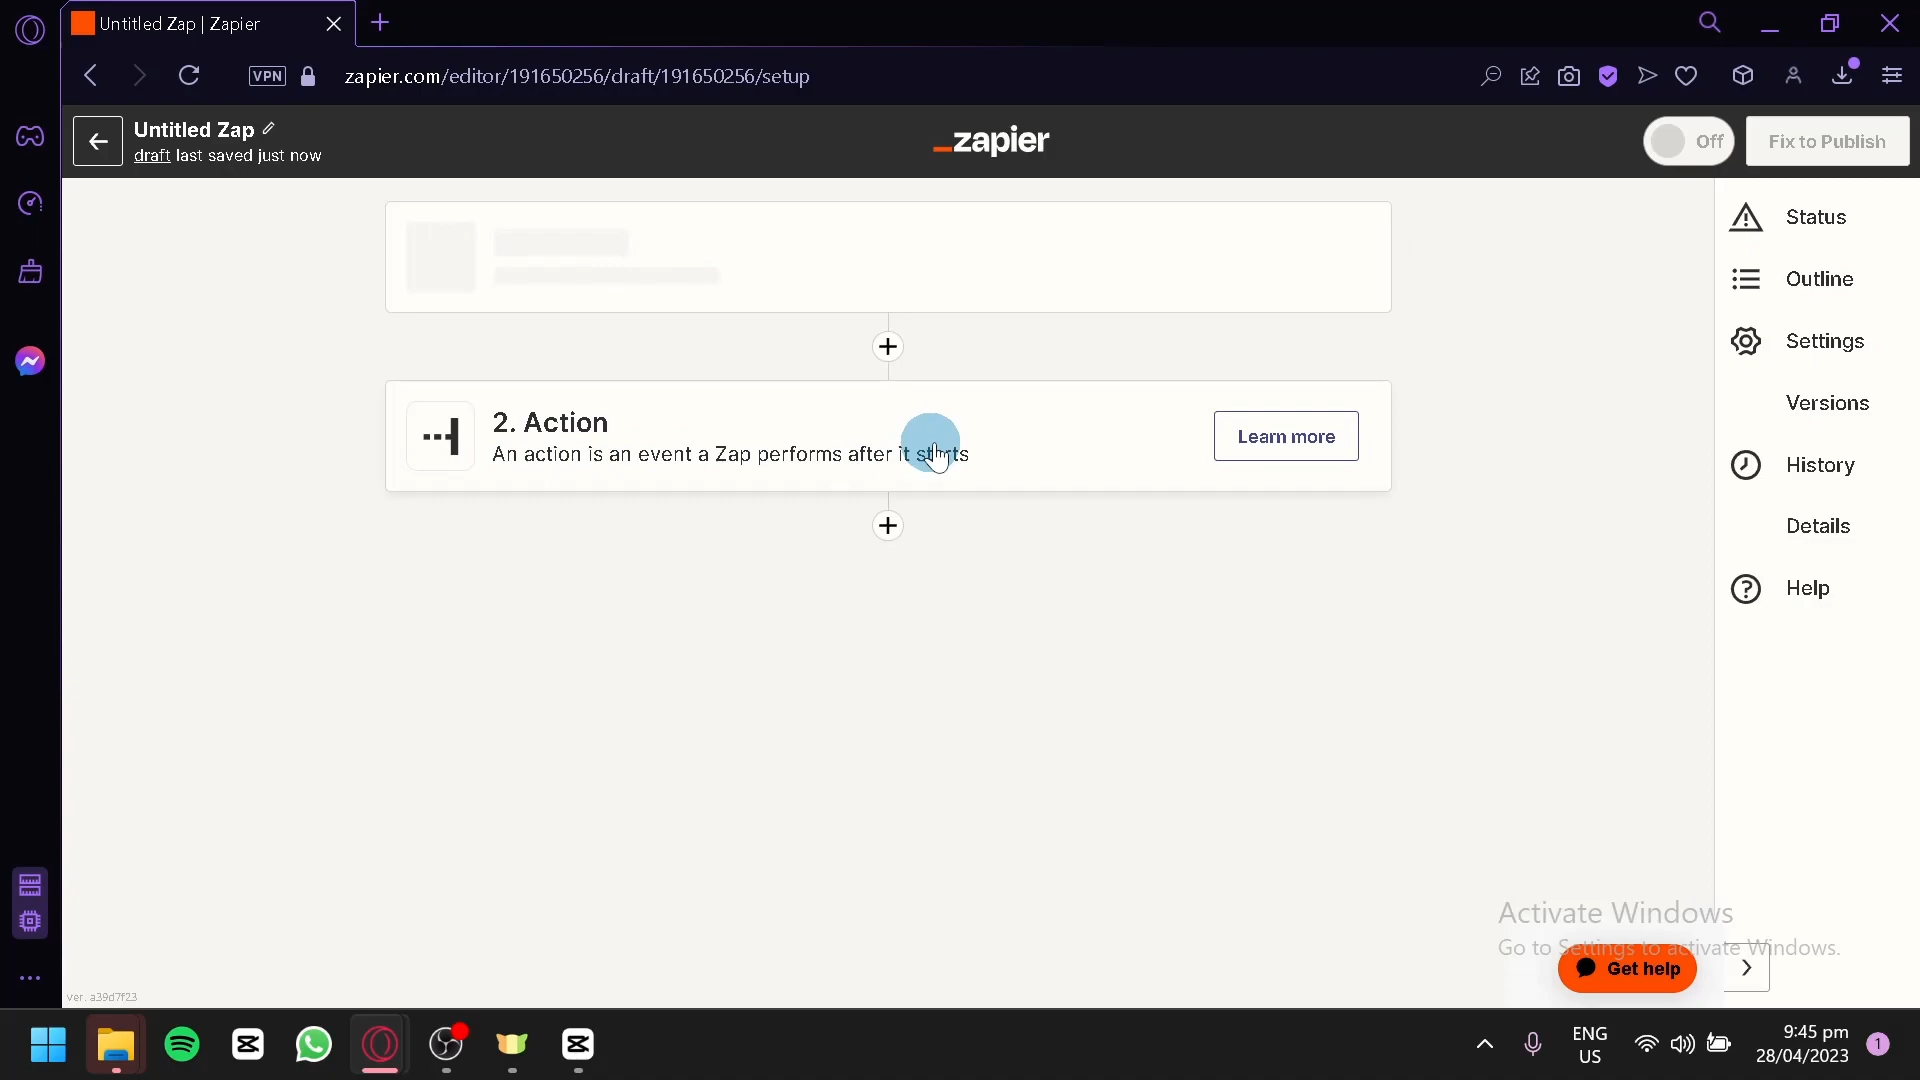 Untitled Zap | Zapier
VPN
zapier.com/editor/191650256/draft/191650256/setup
Untitled Zap
draft last saved just now
zapier
Off
Fix to Publish
Status
Outline
Settings
Versions
History
Details
Help
2. Action
An action is an event a Zap performs after it starts
Learn more
Activate Windows
Go to Settings to activate Windows.
Get help
ver. a39d7f23
ENG
US
9:45 pm
28/04/2023
1